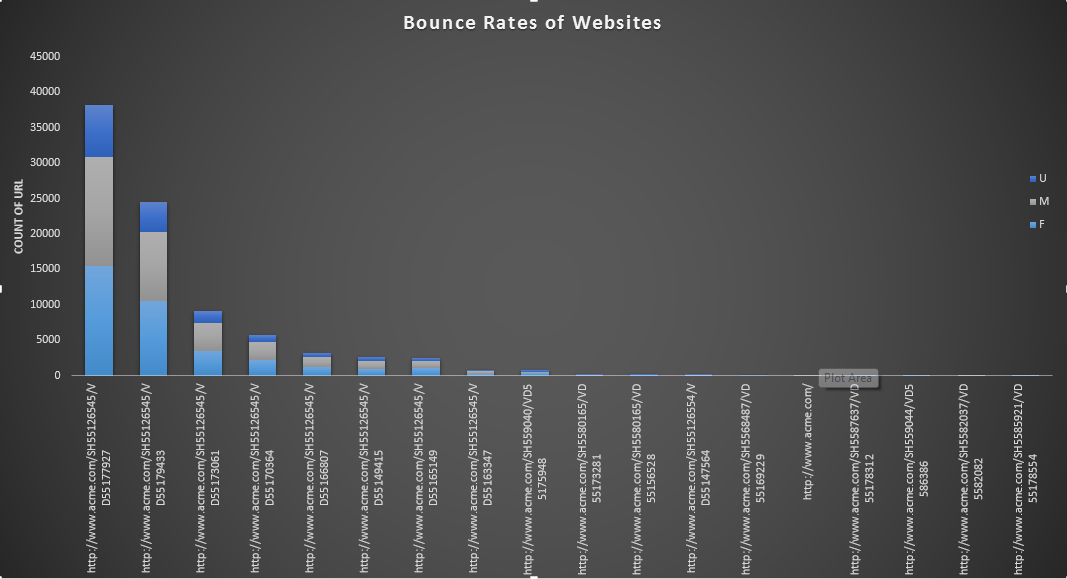 Bounce Rates of Websites
COUNT OF URL
45000
40000
35000
30000
25000
20000
15000
10000
5000
0
U
M
F
Plot Area
http://www.acme.com/SH55126545/V
D55177927
http://www.acme.com/SH55126545/V
D55179433
http://www.acme.com/SH55126545/V
D55173061
http://www.acme.com/SH55126545/V
D55170364
http://www.acme.com/SH55126545/V
D55166807
http://www.acme.com/SH55126545/V
D55149415
http://www.acme.com/SH55126545/V
D55165149
http://www.acme.com/SH55126545/V
D55163347
http://www.acme.com/SH559040/VD5
5175948
http://www.acme.com/SH5580165/VD
55173281
http://www.acme.com/SH5580165/VD
55156528
http://www.acme.com/SH55126554/V
D55147564
http://www.acme.com/SH5568487/VD
55169229
http://www.acme.com/
http://www.acme.com/SH5587637/VD
55178312
http://www.acme.com/SH559044/VD5
586386
http://www.acme.com/SH5582037/VD
5582082
http://www.acme.com/SH5585921/VD
55178554